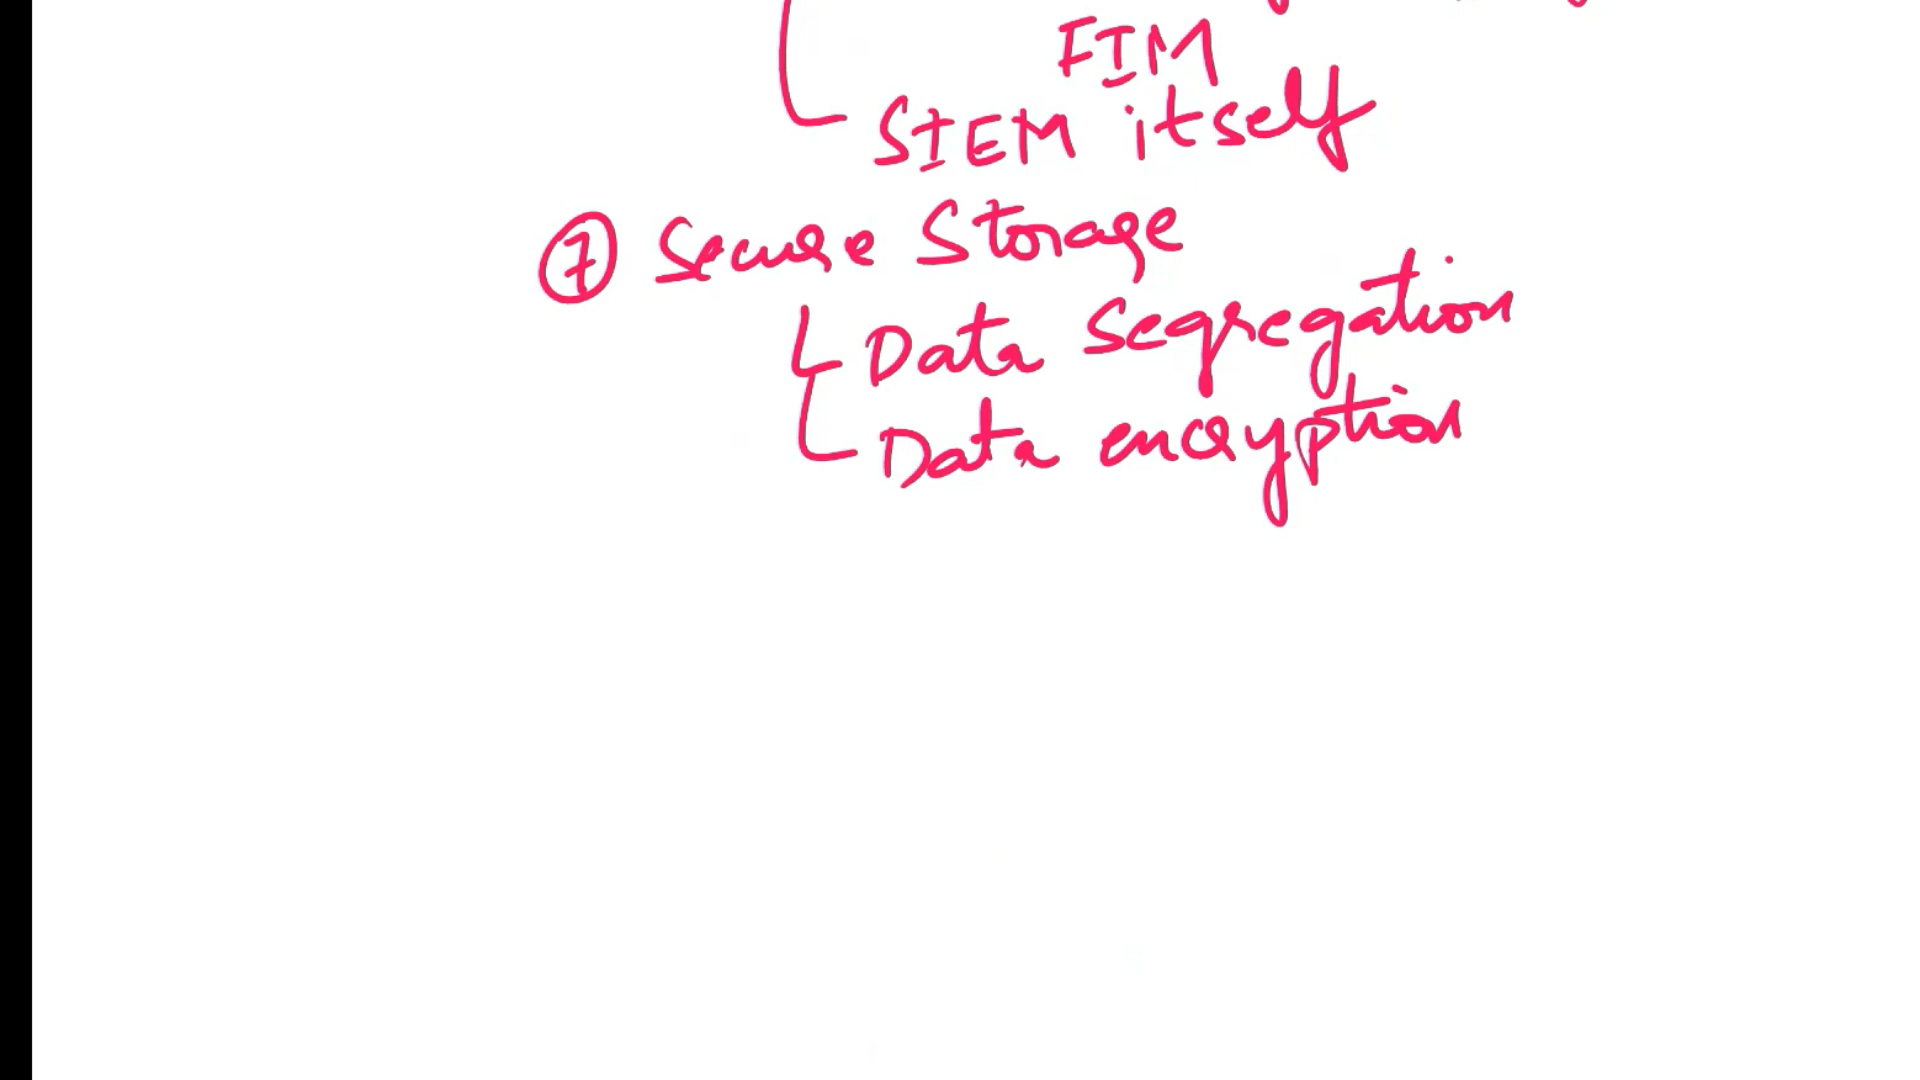 FIM
SIEM itself
⑦ Secure Storage
Data Segregation
Data encryption